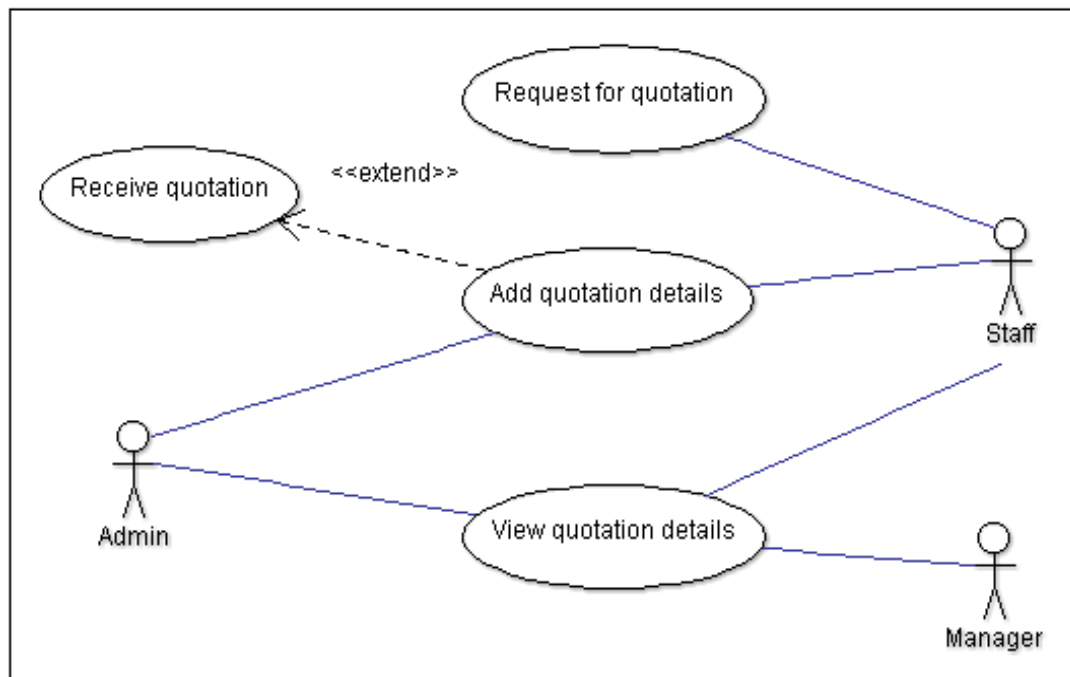 Request for quotation
Receive quotation
<<extend>>
Add quotation details
Staff
Admin
View quotation details
Manager